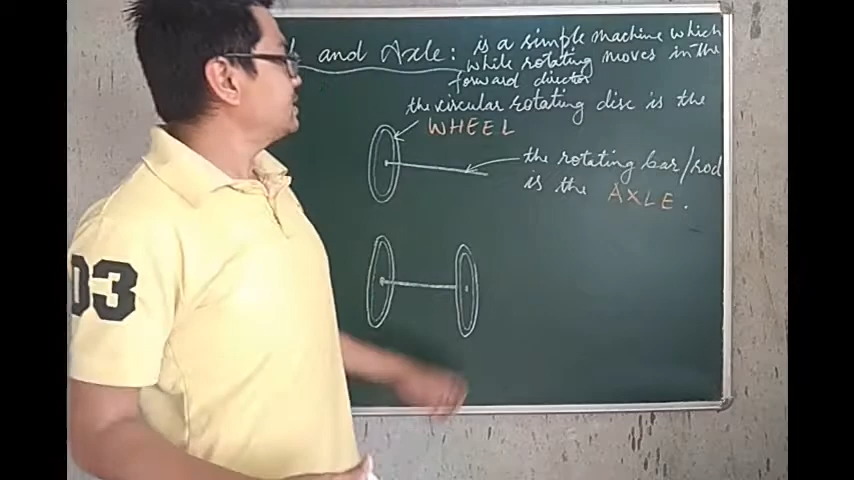 and Axle: is a simple machine which
while rotating moves in the
forward director
the circular rotating disc is the
WHEEL
the rotating bar/rod
is the AXLE.
03